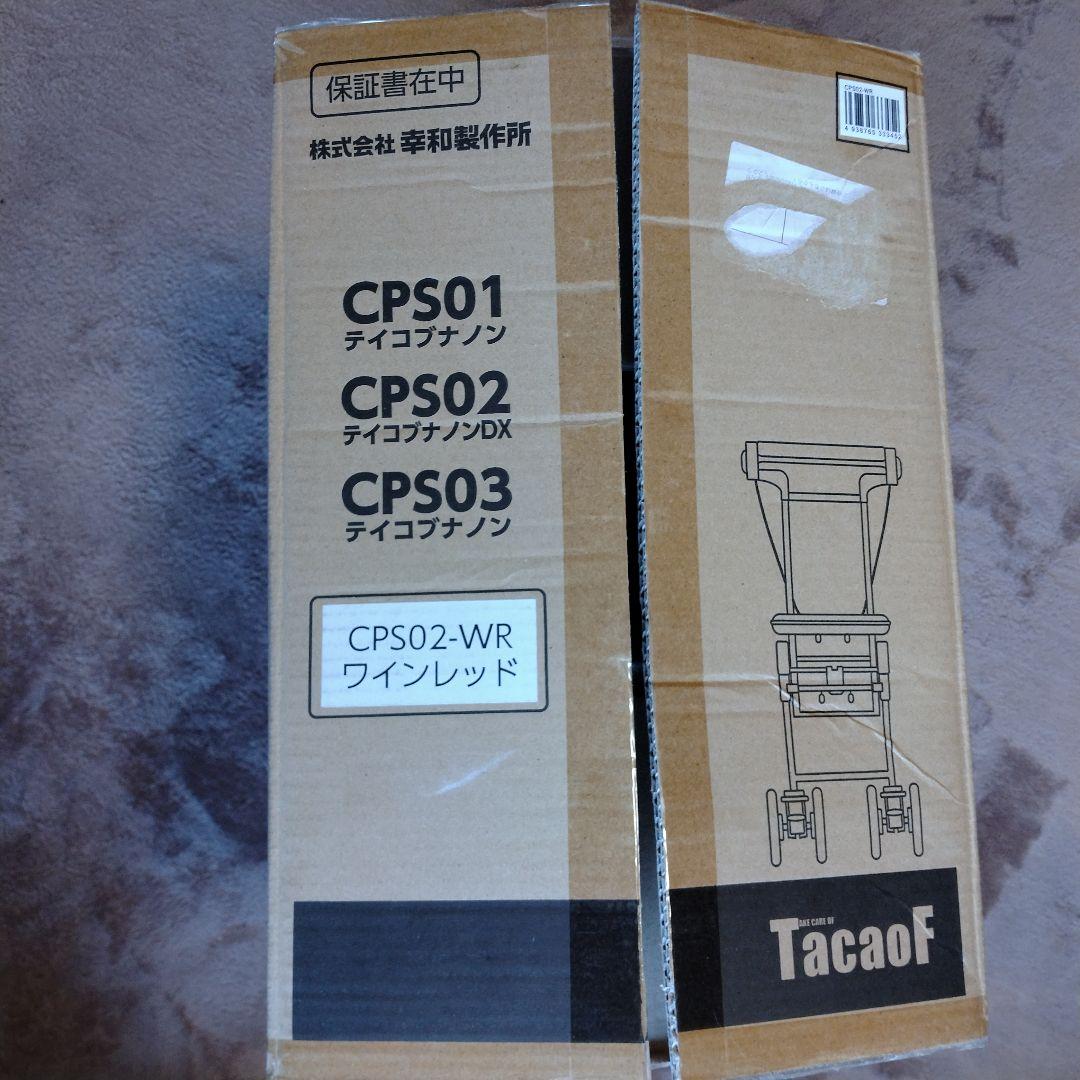 保証書在中
株式会社 幸和製作所
CPS01
テイコブナノン
CPS02
テイコブナノンDX
CPS03
テイコブナノン
CPS02-WR
ワインレッド
CPS02-WR
TAKE CARE OF
TacaoF